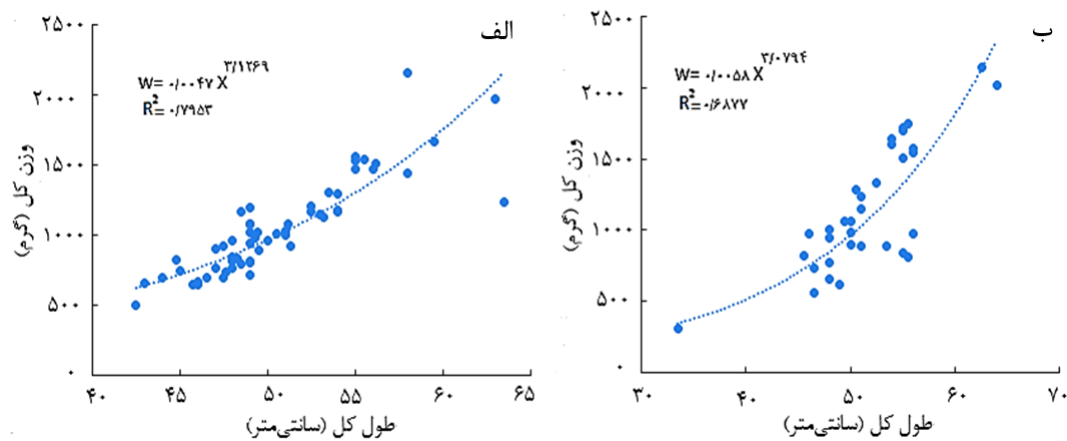 الف
W= ۰/۰۰۴۷ X^۳/۱۲۶۹
R²= ۰/۷۹۵۳
وزن کل (گرم)
۲۵۰۰
۲۰۰۰
۱۵۰۰
۱۰۰۰
۵۰۰
۰
۴۰ ۴۵ ۵۰ ۵۵ ۶۰ ۶۵
طول کل (سانتی‌متر)
ب
W= ۰/۰۰۵۸ X^۳/۰۷۹۴
R²= ۰/۶۸۷۷
وزن کل (گرم)
۲۵۰۰
۲۰۰۰
۱۵۰۰
۱۰۰۰
۵۰۰
۰
۳۰ ۴۰ ۵۰ ۶۰ ۷۰
طول کل (سانتی‌متر)